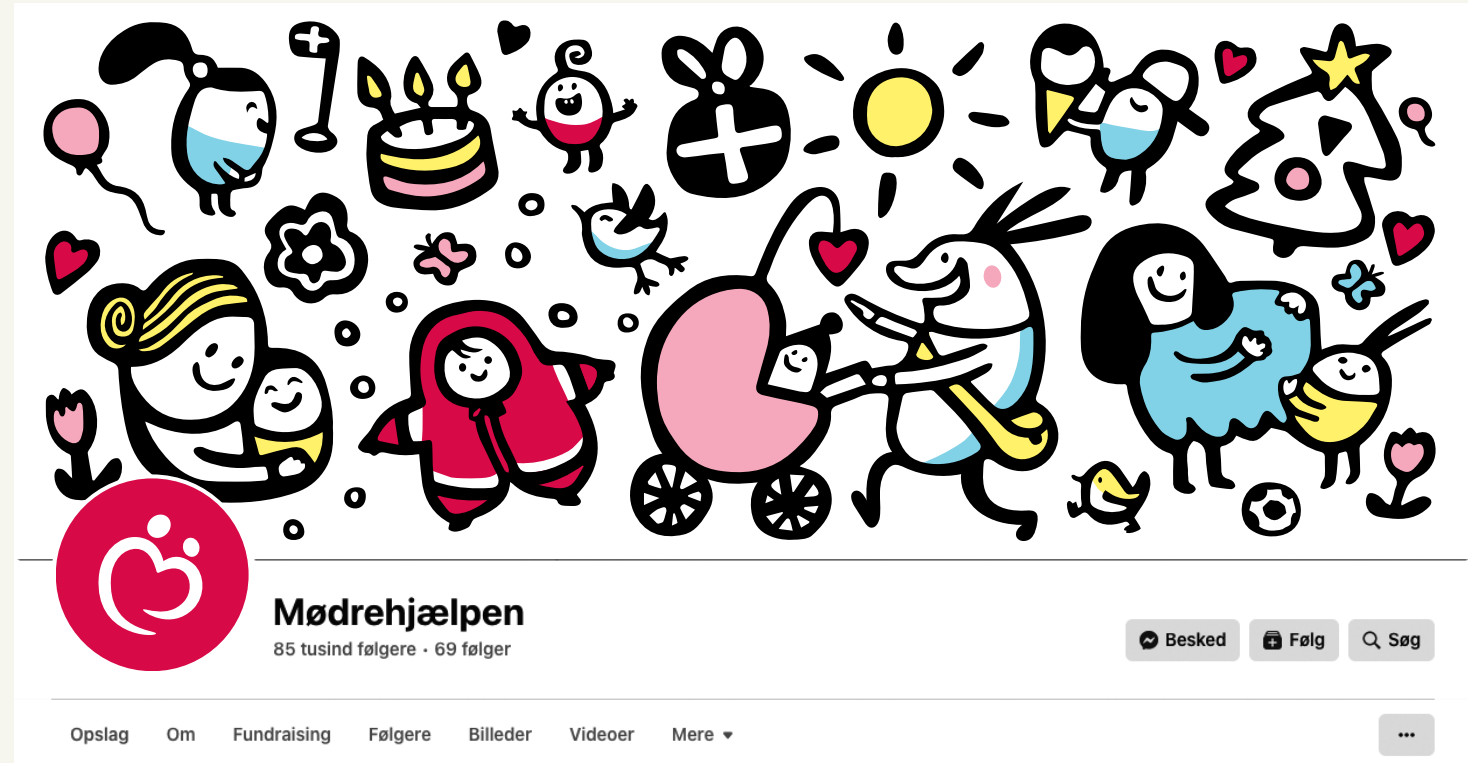 Mødrehjælpen
85 tusind følgere • 69 følger
Besked
Følg
Søg
Opslag
Om
Fundraising
Følgere
Billeder
Videoer
Mere